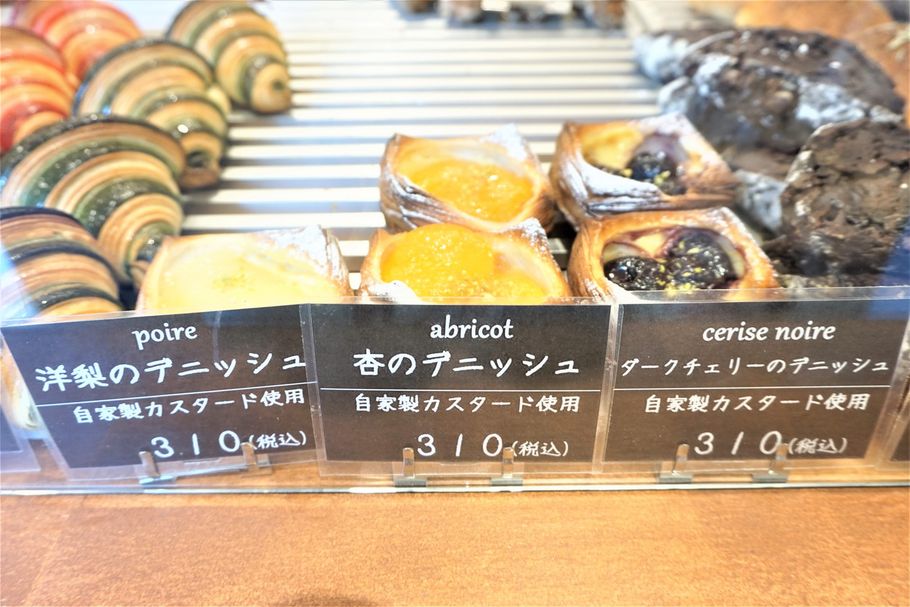 poire
洋梨のデニッシュ
自家製カスタード使用
310(税込)
abricot
杏のデニッシュ
自家製カスタード使用
310(税込)
cerise noire
ダークチェリーのデニッシュ
自家製カスタード使用
310(税込)